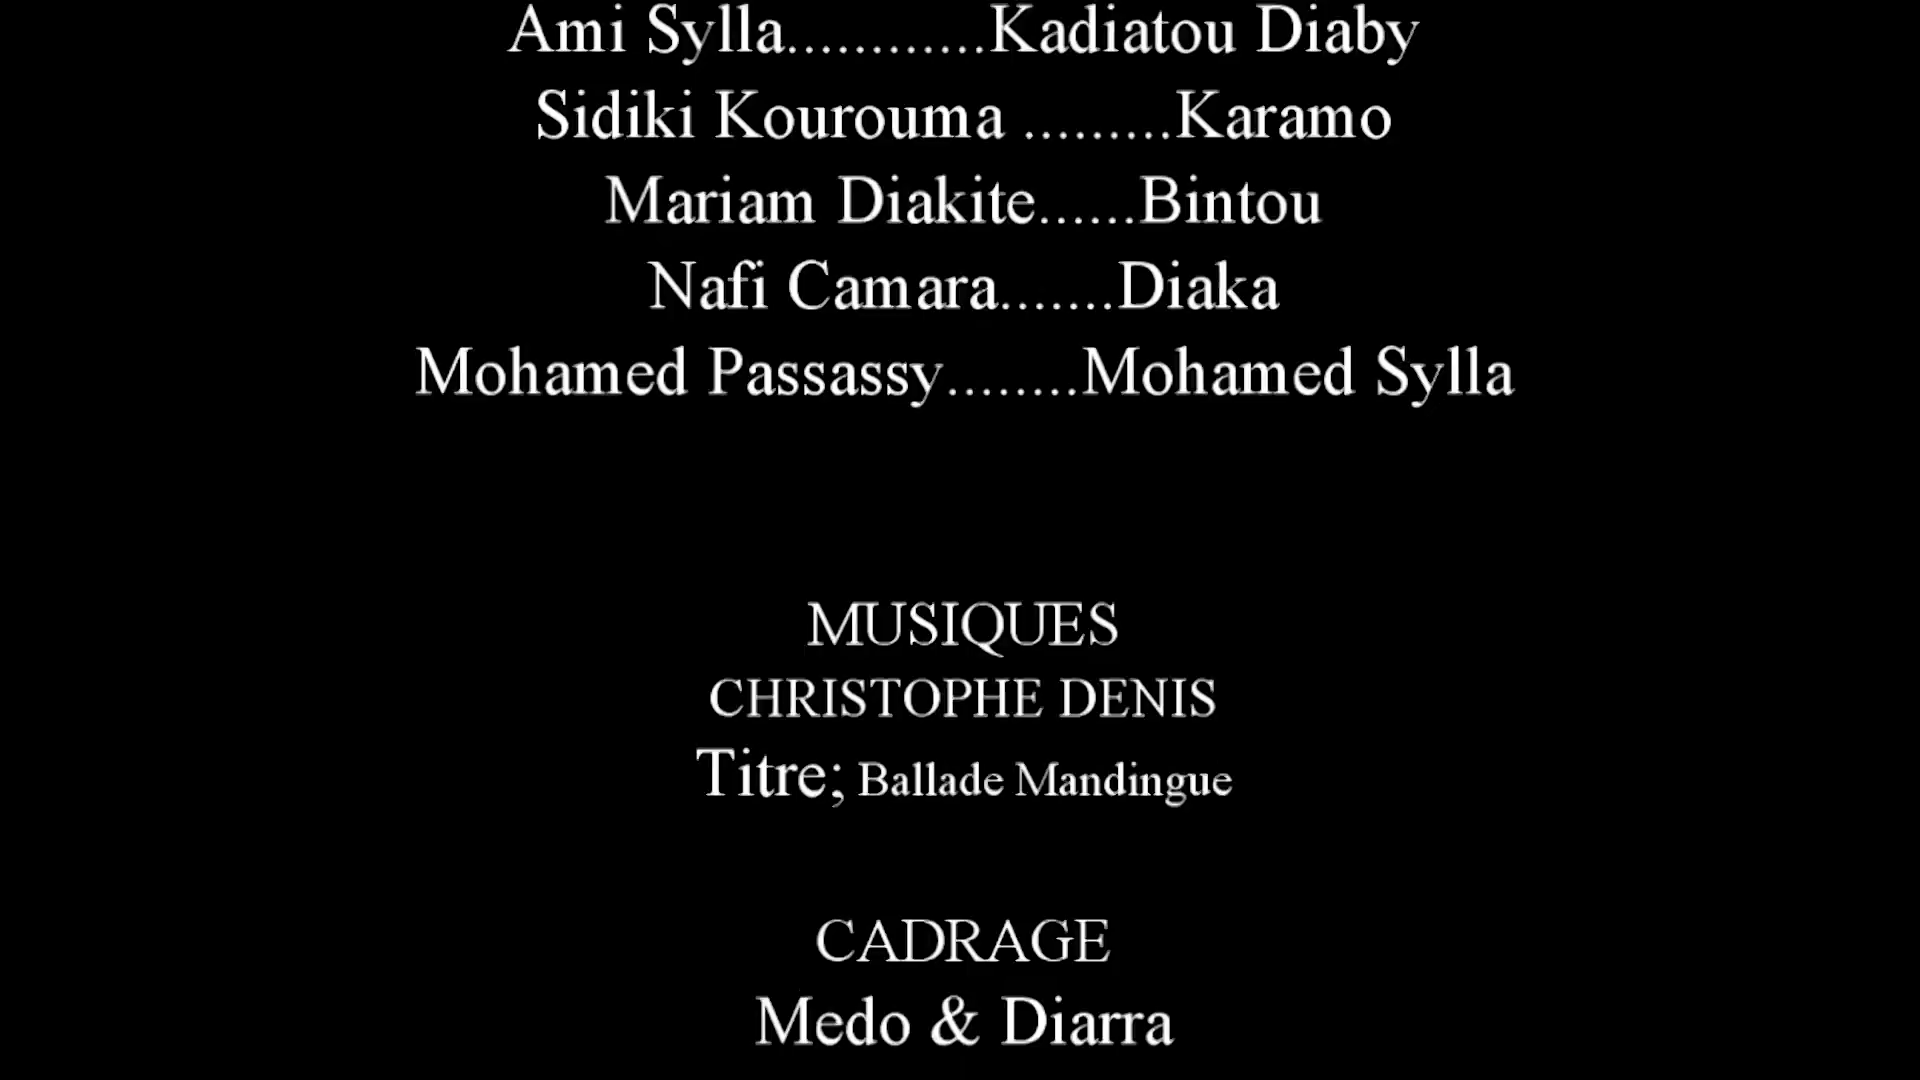 Ami Sylla............Kadiatou Diaby
Sidiki Kourouma .........Karamo
Mariam Diakite......Bintou
Nafi Camara.......Diaka
Mohamed Passassy........Mohamed Sylla
MUSIQUES
CHRISTOPHE DENIS
Titre; Ballade Mandingue
CADRAGE
Medo & Diarra